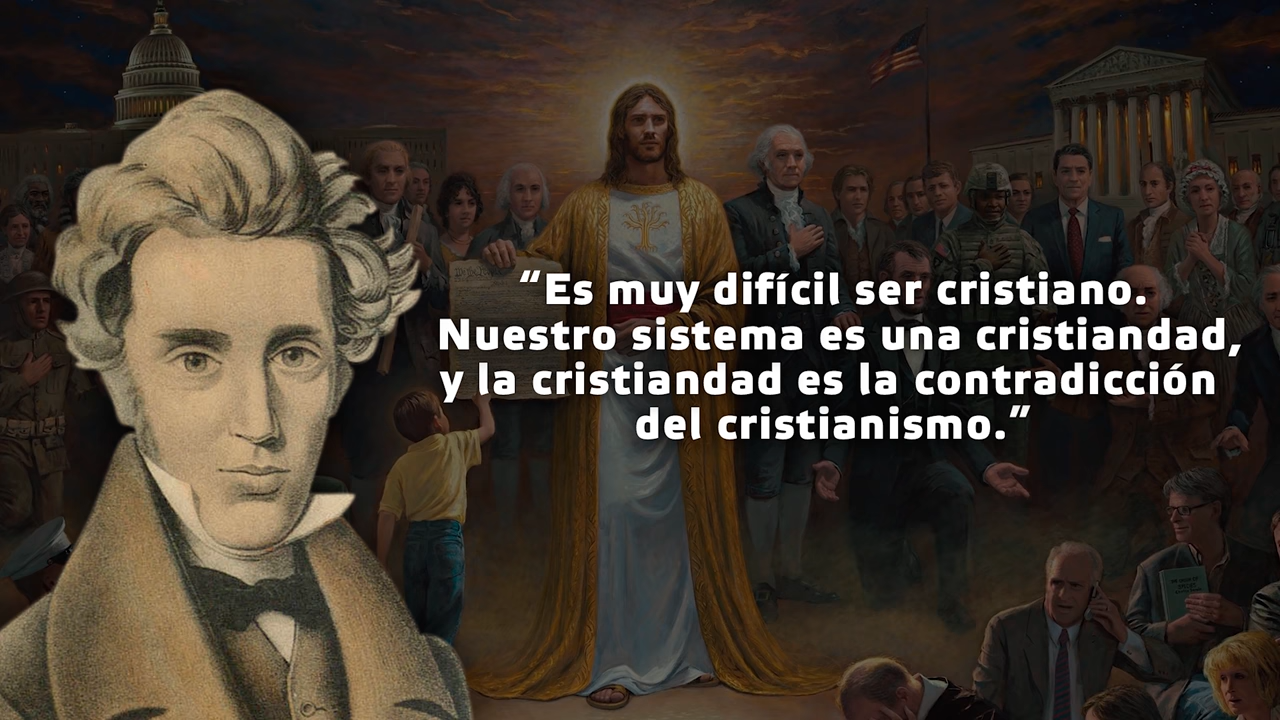 “Es muy difícil ser cristiano.
Nuestro sistema es una cristiandad,
y la cristiandad es la contradicción
del cristianismo.”